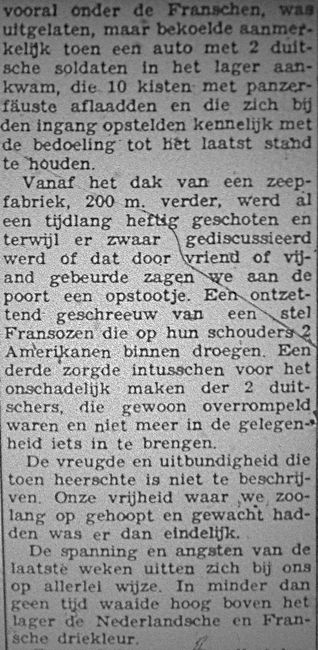 vooral onder de Franschen, was
uitgelaten, maar bekoelde aanmer-
kelijk toen een auto met 2 duit-
sche soldaten in het lager aan-
kwam, die 10 kisten met panzer-
fäuste aflaadden en die zich bij
den ingang opstelden kennelijk met
de bedoeling tot het laatst stand
te houden.
Vanaf het dak van een zeep-
fabriek, 200 m. verder, werd al
een tijdlang heftig geschoten en
terwijl er zwaar gediscussieerd
werd of dat door vriend of vij-
and gebeurde zagen we aan de
poort een opstootje. Een ontzet-
tend geschreeuw van een stel
Fransozen die op hun schouders 2
Amerikanen binnen droegen. Een
derde zorgde intusschen voor het
onschadelijk maken der 2 duit-
schers, die gewoon overrompeld
waren en niet meer in de gelegen-
heid iets in te brengen.
De vreugde en uitbundigheid die
toen heerschte is niet te beschrij-
ven. Onze vrijheid waar we zoo-
lang op gehoopt en gewacht had-
den was er dan eindelijk.
De spanning en angsten van de
laatste weken uitten zich bij ons
op allerlei wijze. In minder dan
geen tijd waaide hoog boven het
lager de Nederlandsche en Fran-
sche driekleur.